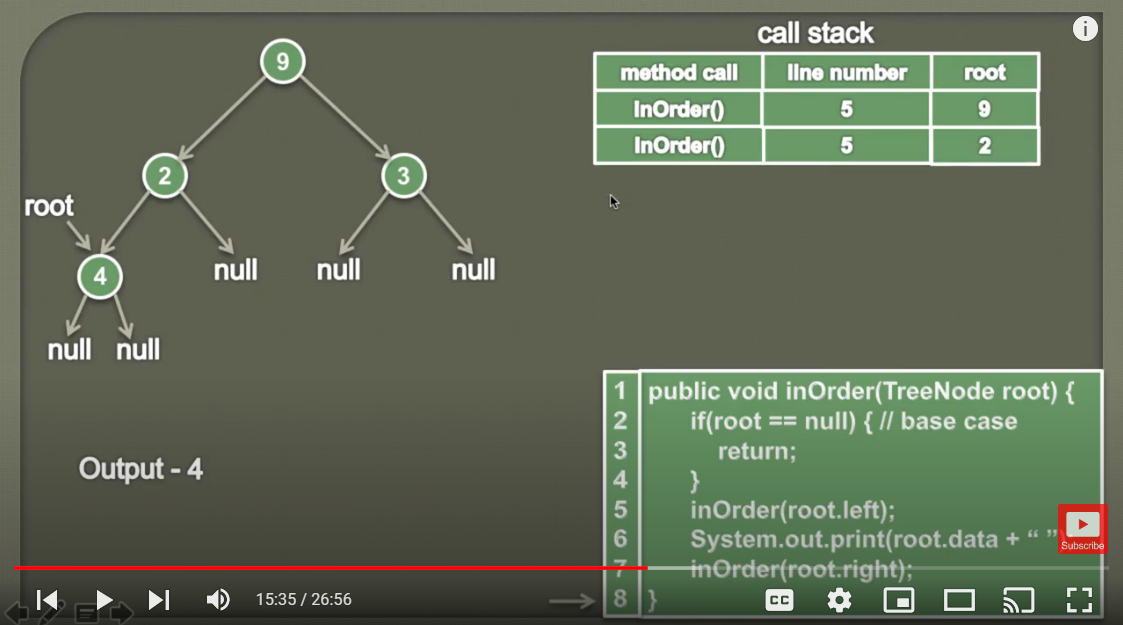 call stack
method call line number root
InOrder() 5 9
InOrder() 5 2
9
2
3
root
4
null
null
null
null
null
Output - 4
1 public void inOrder(TreeNode root) {
2 if(root == null) { // base case
3 return;
4 }
5 inOrder(root.left);
6 System.out.print(root.data + “ ”)
7 inOrder(root.right);
8 }
Subscribe
15:35 / 26:56
CC
i